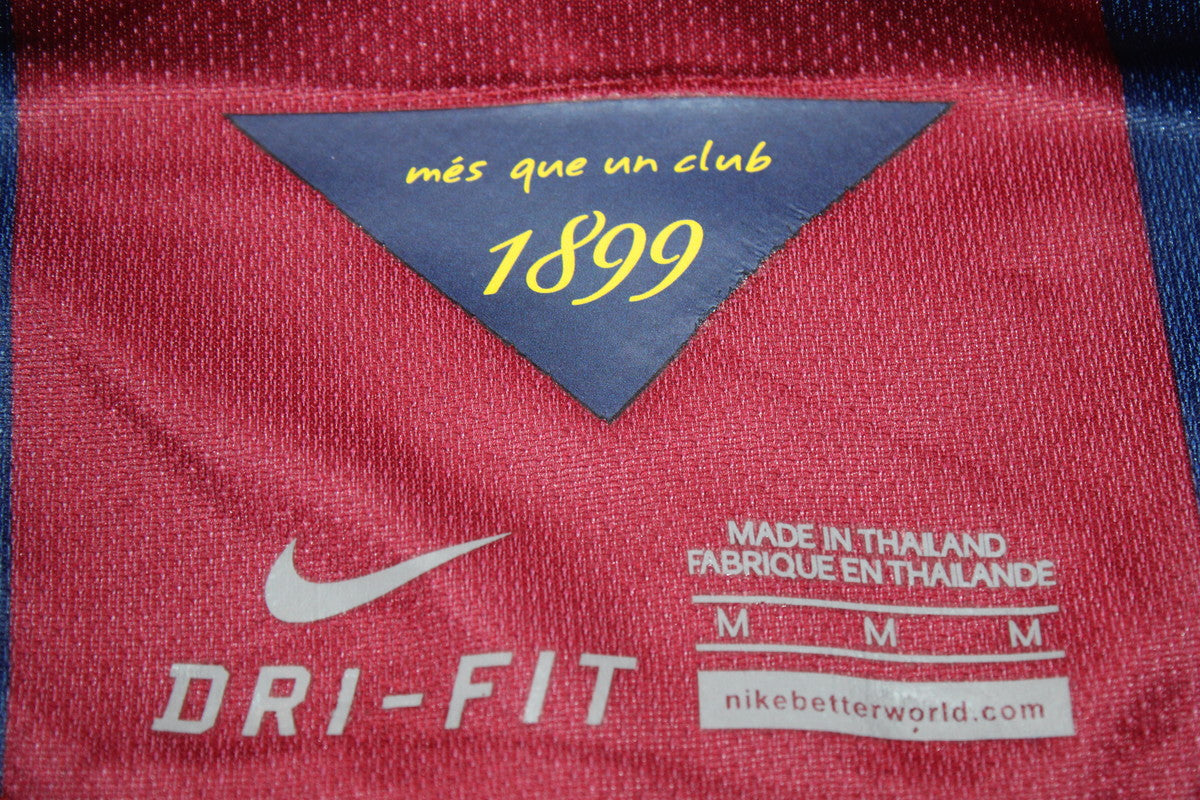 més que un club
1899
DRI-FIT
MADE IN THAILAND
FABRIQUE EN THAILANDE
M M M
nikebetterworld.com